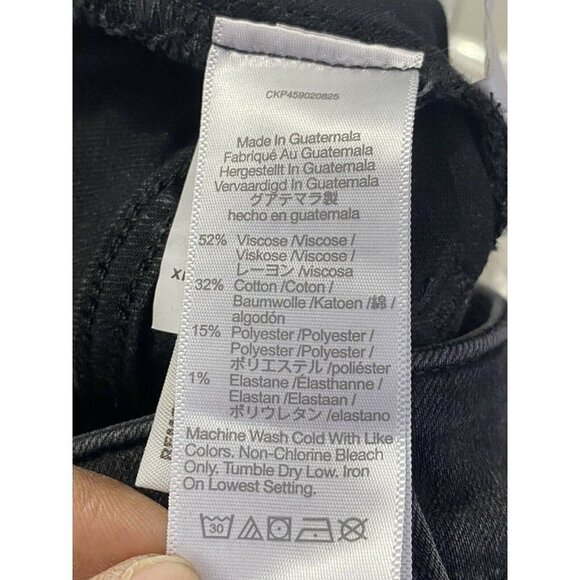 CKP459020825
Made In Guatemala
Fabriqué Au Guatemala
Hergestellt In Guatemala
Vervaardigd In Guatemala
グアテマラ製
hecho en guatemala
52% Viscose /Viscose /
Viskose /Viscose /
レーヨン /viscosa
32% Cotton /Coton /
Baumwolle /Katoen /綿 /
algodón
15% Polyester /Polyester /
Polyester /Polyester /
ポリエステル /poliéster
1% Elastane /Élasthanne /
Elastan /Elastaan /
ポリウレタン /elastano
Machine Wash Cold With Like
Colors. Non-Chlorine Bleach
Only. Tumble Dry Low. Iron
On Lowest Setting.
30